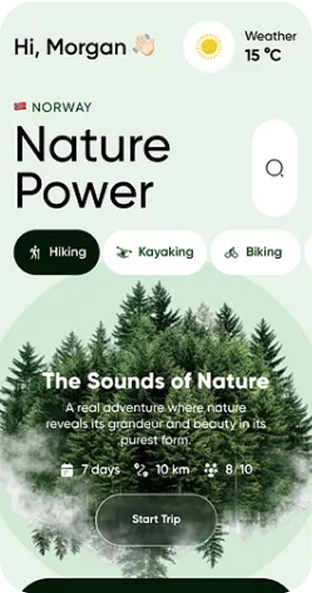 Hi, Morgan 👋🏻
Weather
15 °C
🇳🇴 NORWAY
Nature
Power
Hiking
Kayaking
Biking
The Sounds of Nature
A real adventure where nature
reveals its grandeur and beauty in its
purest form.
7 days
10 km
8/10
Start Trip